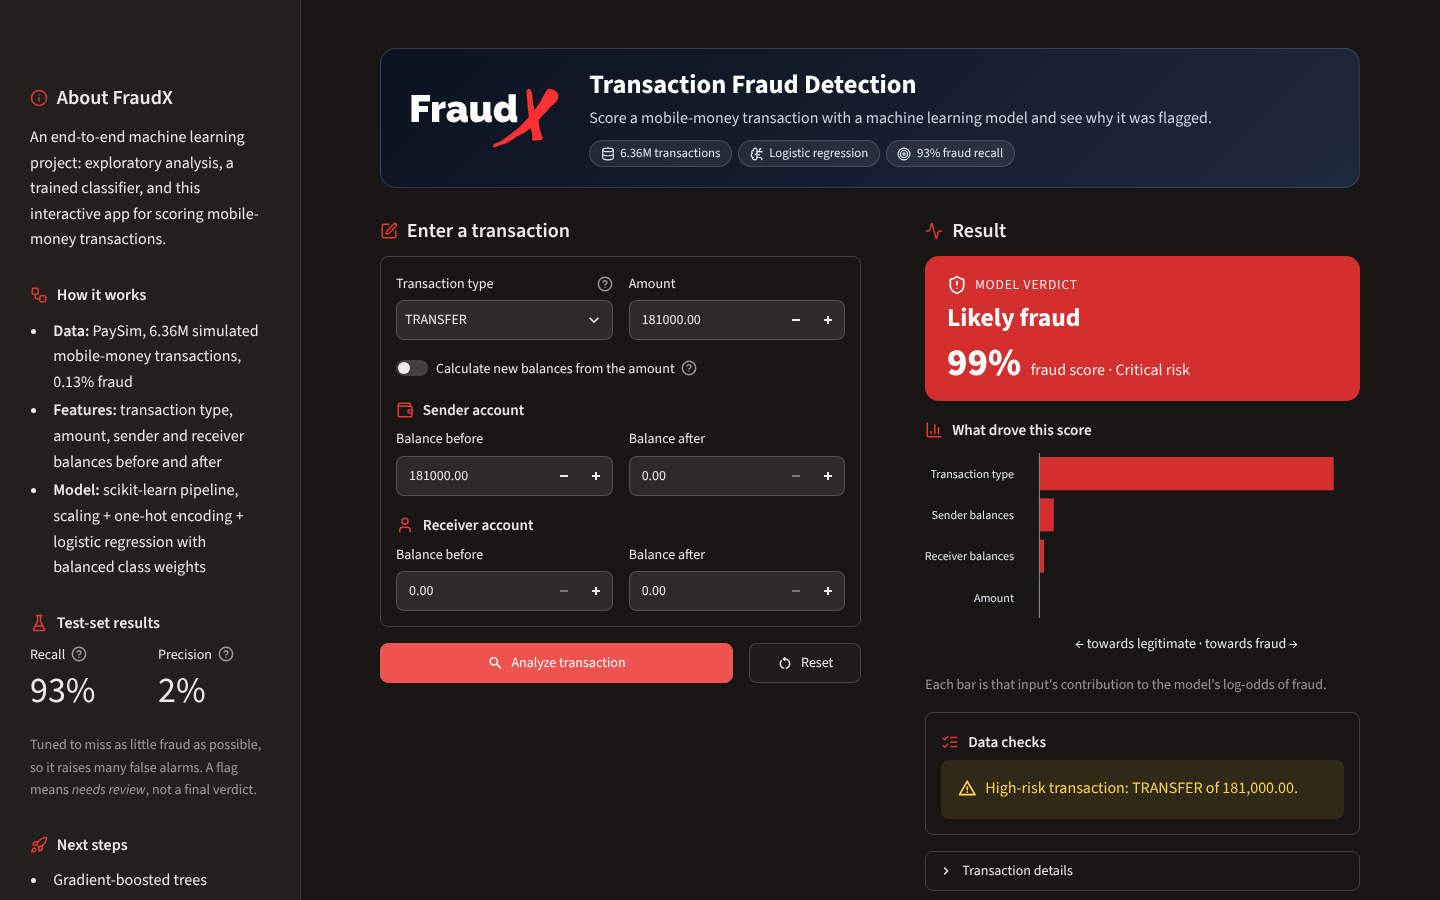 About FraudX
An end-to-end machine learning
project: exploratory analysis, a
trained classifier, and this
interactive app for scoring mobile-
money transactions.
How it works
• Data: PaySim, 6.36M simulated
mobile-money transactions,
0.13% fraud
• Features: transaction type,
amount, sender and receiver
balances before and after
• Model: scikit-learn pipeline,
scaling + one-hot encoding +
logistic regression with
balanced class weights
Test-set results
Recall Precision
93% 2%
Tuned to miss as little fraud as possible,
so it raises many false alarms. A flag
means needs review, not a final verdict.
Next steps
• Gradient-boosted trees
FraudX
Transaction Fraud Detection
Score a mobile-money transaction with a machine learning model and see why it was flagged.
6.36M transactions Logistic regression 93% fraud recall
Enter a transaction
Transaction type Amount
TRANSFER 181000.00
Calculate new balances from the amount
Sender account
Balance before Balance after
181000.00 0.00
Receiver account
Balance before Balance after
0.00 0.00
Analyze transaction Reset
Result
MODEL VERDICT
Likely fraud
99% fraud score · Critical risk
What drove this score
Transaction type
Sender balances
Receiver balances
Amount
← towards legitimate · towards fraud →
Each bar is that input's contribution to the model's log-odds of fraud.
Data checks
High-risk transaction: TRANSFER of 181,000.00.
Transaction details